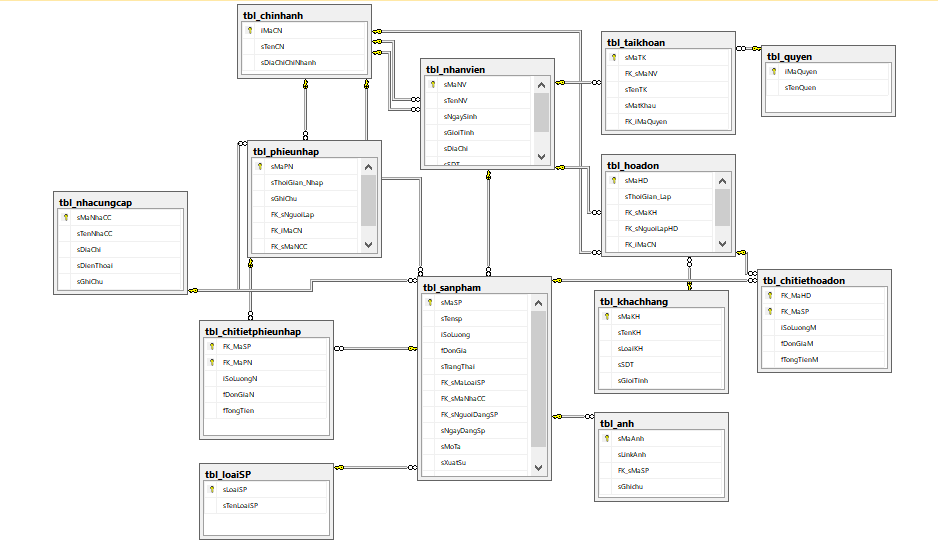 tbl_chinhanh
iMaCN
sTenCN
sDiaChiChiNhanh
tbl_nhanvien
sMaNV
sTenNV
sNgaySinh
sGioiTinh
sDiaChi
sSDT
tbl_taikhoan
sMaTK
FK_sMaNV
sTenTK
sMatKhau
FK_iMaQuyen
tbl_quyen
iMaQuyen
sTenQuen
tbl_phieunhap
sMaPN
sThoiGian_Nhap
sGhiChu
FK_sNguoiLap
FK_iMaCN
FK_sMaNCC
tbl_hoadon
sMaHD
sThoiGian_Lap
FK_sMaKH
FK_sNguoiLapHD
FK_iMaCN
tbl_nhacungcap
sMaNhaCC
sTenNhaCC
sDiaChi
sDienThoai
sGhiChu
tbl_sanpham
sMaSP
sTensp
iSoLuong
fDonGia
sTrangThai
FK_sMaLoaiSP
FK_sMaNhaCC
FK_sNguoiDangSP
sNgayDangSp
sMoTa
sXuatSu
tbl_khachhang
sMaKH
sTenKH
sLoaiKH
sSDT
sGioiTinh
tbl_chitiethoadon
FK_MaHD
FK_MaSP
iSoLuongM
fDonGiaM
fTongTienM
tbl_chitietphieunhap
FK_MaSP
FK_MaPN
iSoLuongN
fDonGiaN
fTongTien
tbl_anh
sMaAnh
sLinkAnh
FK_sMaSP
sGhichu
tbl_loaiSP
sLoaiSP
sTenLoaiSP